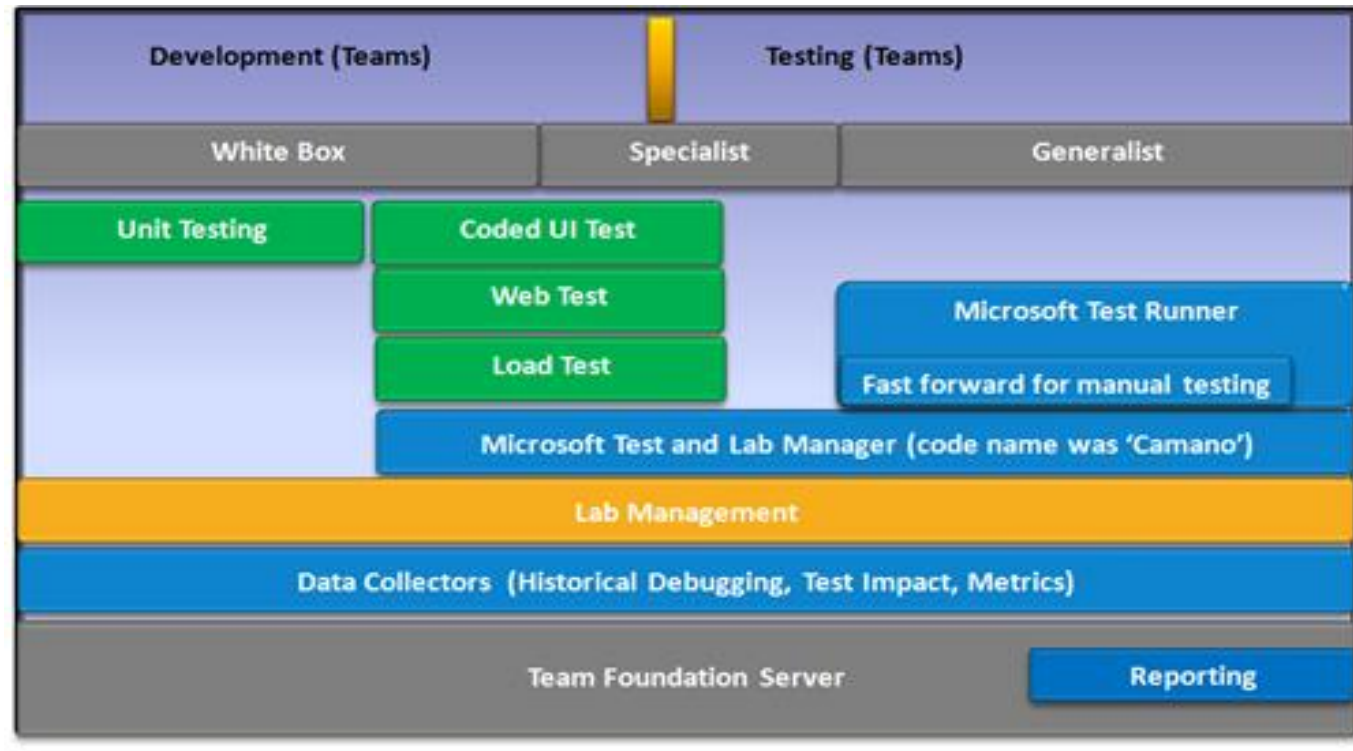 Development (Teams)
Testing (Teams)
White Box
Specialist
Generalist
Unit Testing
Coded UI Test
Web Test
Microsoft Test Runner
Load Test
Fast forward for manual testing
Microsoft Test and Lab Manager (code name was ‘Camano’)
Lab Management
Data Collectors (Historical Debugging, Test Impact, Metrics)
Team Foundation Server
Reporting